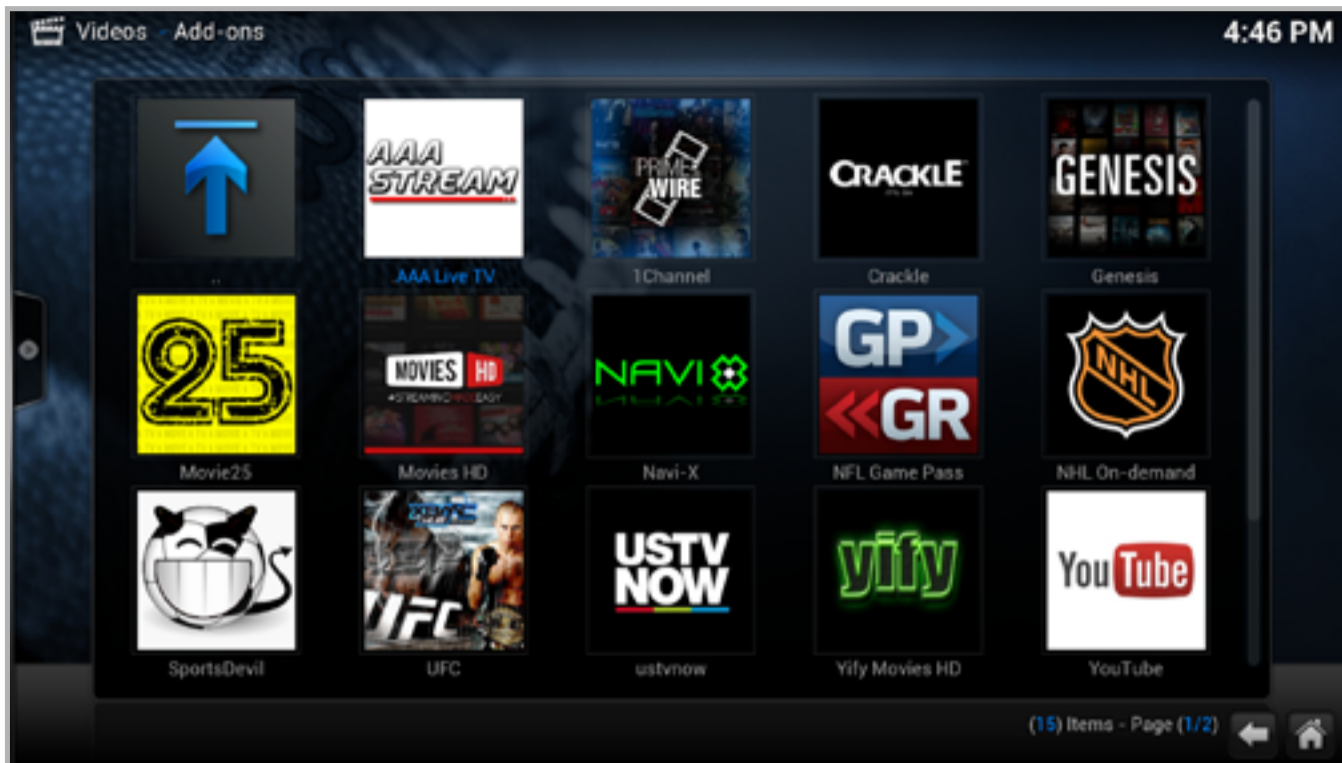 Videos - Add-ons
4:46 PM
AAA
STREAM
PRIME
WIRE
CRACKLE
GENESIS
..
AAA Live TV
1Channel
Crackle
Genesis
25
MOVIES HD
NAVI X
GP
GR
NHL
Movie25
Movies HD
Navi-X
NFL Game Pass
NHL On-demand
UFC
USTV
NOW
yify
YouTube
SportsDevil
UFC
ustvnow
Yify Movies HD
YouTube
(15) Items - Page (1/2)